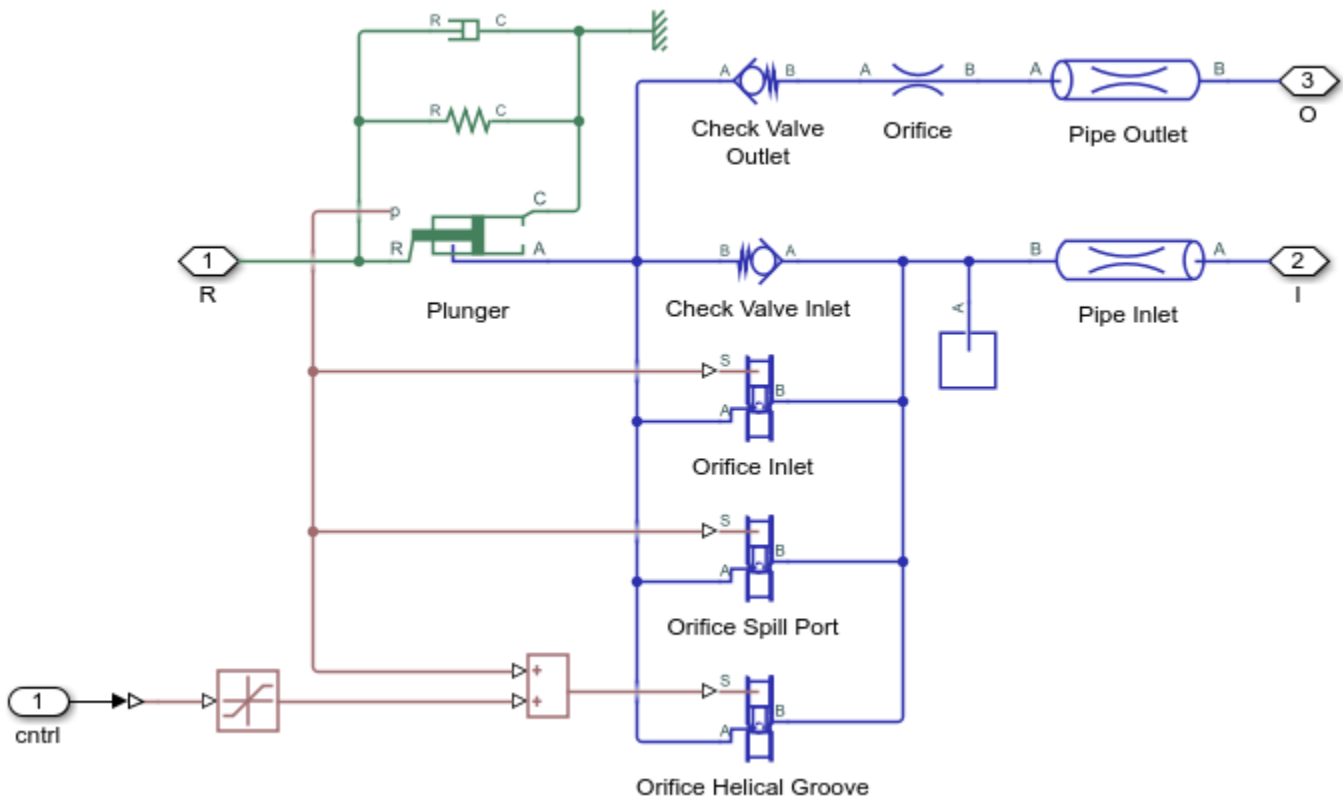 R C
R C
A B A B A B 3
Check Valve Outlet
Orifice
Pipe Outlet
O
p C
1 R A B A B A 2
R
Plunger
Check Valve Inlet
Pipe Inlet
I
A
S
B
A
Orifice Inlet
S
B
A
Orifice Spill Port
+
1 + S
cntrl
B
A
Orifice Helical Groove